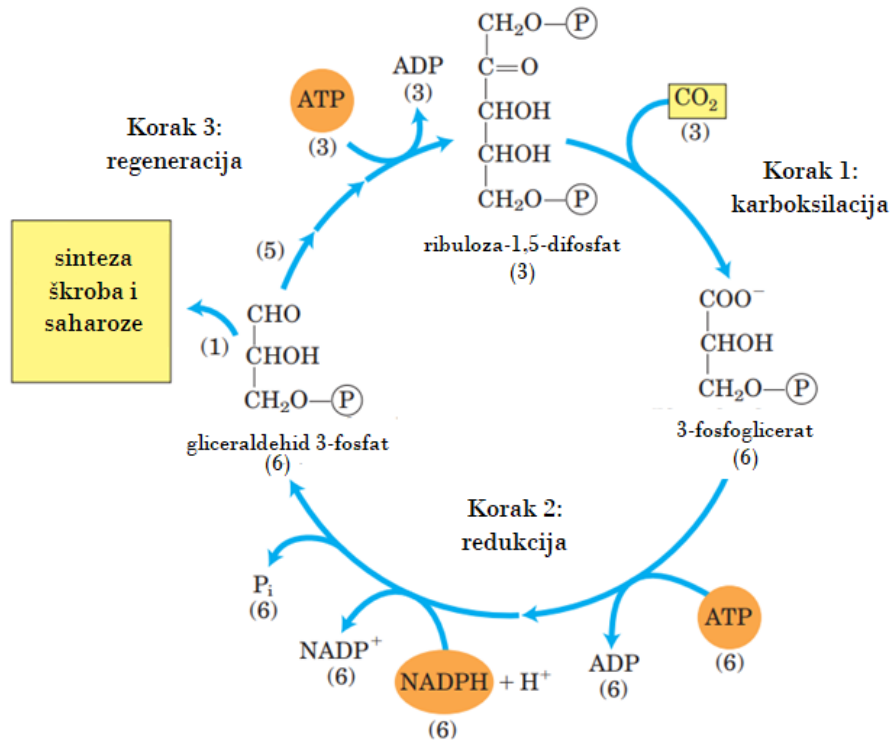 CH₂O—P
C=O
CHOH
CHOH
CH₂O—P
ribuloza-1,5-difosfat
(3)
CO₂
(3)
Korak 1:
karboksilacija
COO⁻
CHOH
CH₂O—P
3-fosfoglicerat
(6)
ATP
(6)
ADP
(6)
Korak 2:
redukcija
NADPH + H⁺
(6)
NADP⁺
(6)
Pᵢ
(6)
CHO
CHOH
CH₂O—P
gliceraldehid 3-fosfat
(6)
(1)
sinteza
škroba i
saharoze
(5)
Korak 3:
regeneracija
ATP
(3)
ADP
(3)